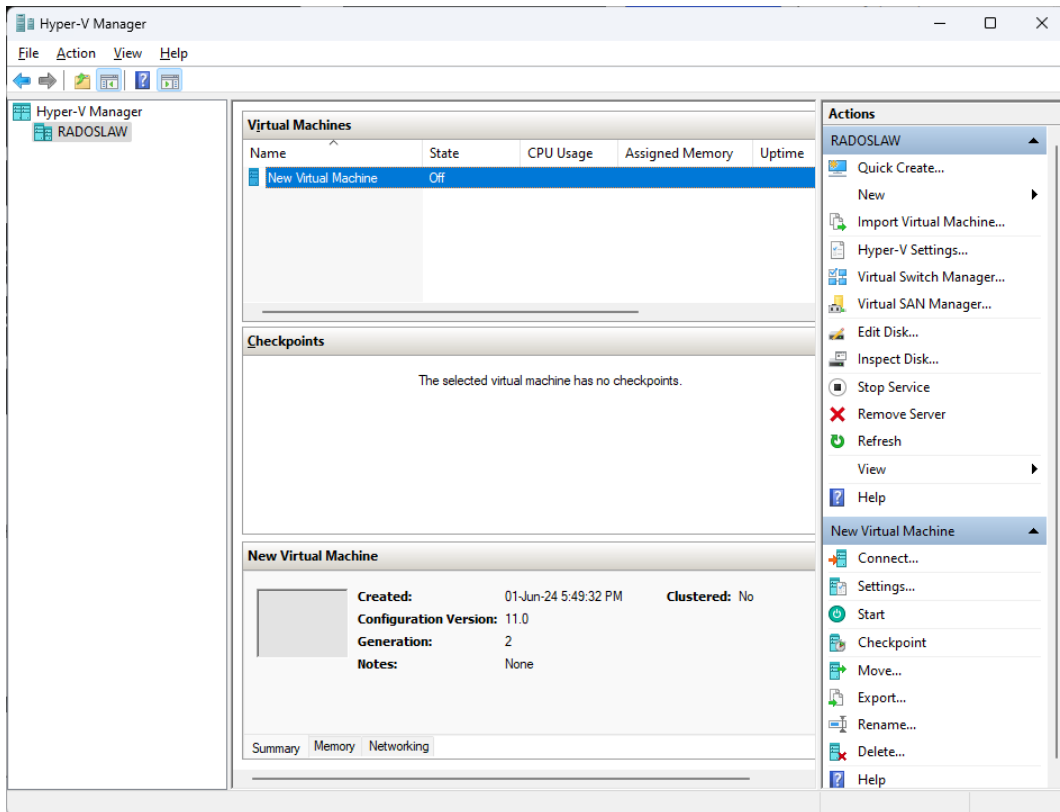 Hyper-V Manager
File Action View Help
Hyper-V Manager
RADOSLAW
Virtual Machines
Name State CPU Usage Assigned Memory Uptime
New Virtual Machine Off
Checkpoints
The selected virtual machine has no checkpoints.
New Virtual Machine
Created: 01-Jun-24 5:49:32 PM Clustered: No
Configuration Version: 11.0
Generation: 2
Notes: None
Summary Memory Networking
Actions
RADOSLAW
Quick Create...
New
Import Virtual Machine...
Hyper-V Settings...
Virtual Switch Manager...
Virtual SAN Manager...
Edit Disk...
Inspect Disk...
Stop Service
Remove Server
Refresh
View
Help
New Virtual Machine
Connect...
Settings...
Start
Checkpoint
Move...
Export...
Rename...
Delete...
Help